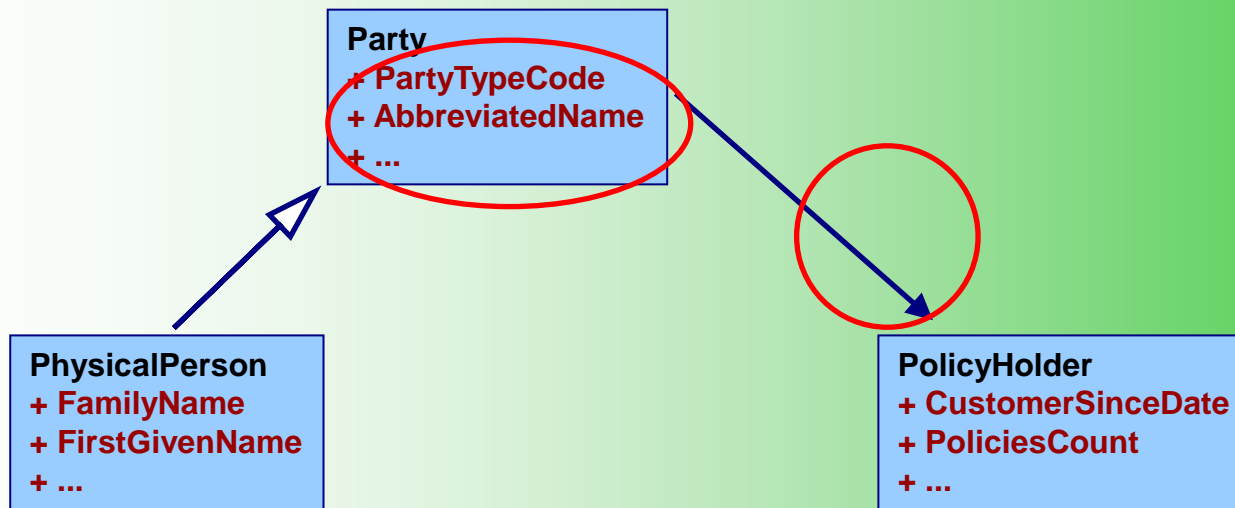 Party
+ PartyTypeCode
+ AbbreviatedName
+ ...
PhysicalPerson
+ FamilyName
+ FirstGivenName
+ ...
PolicyHolder
+ CustomerSinceDate
+ PoliciesCount
+ ...